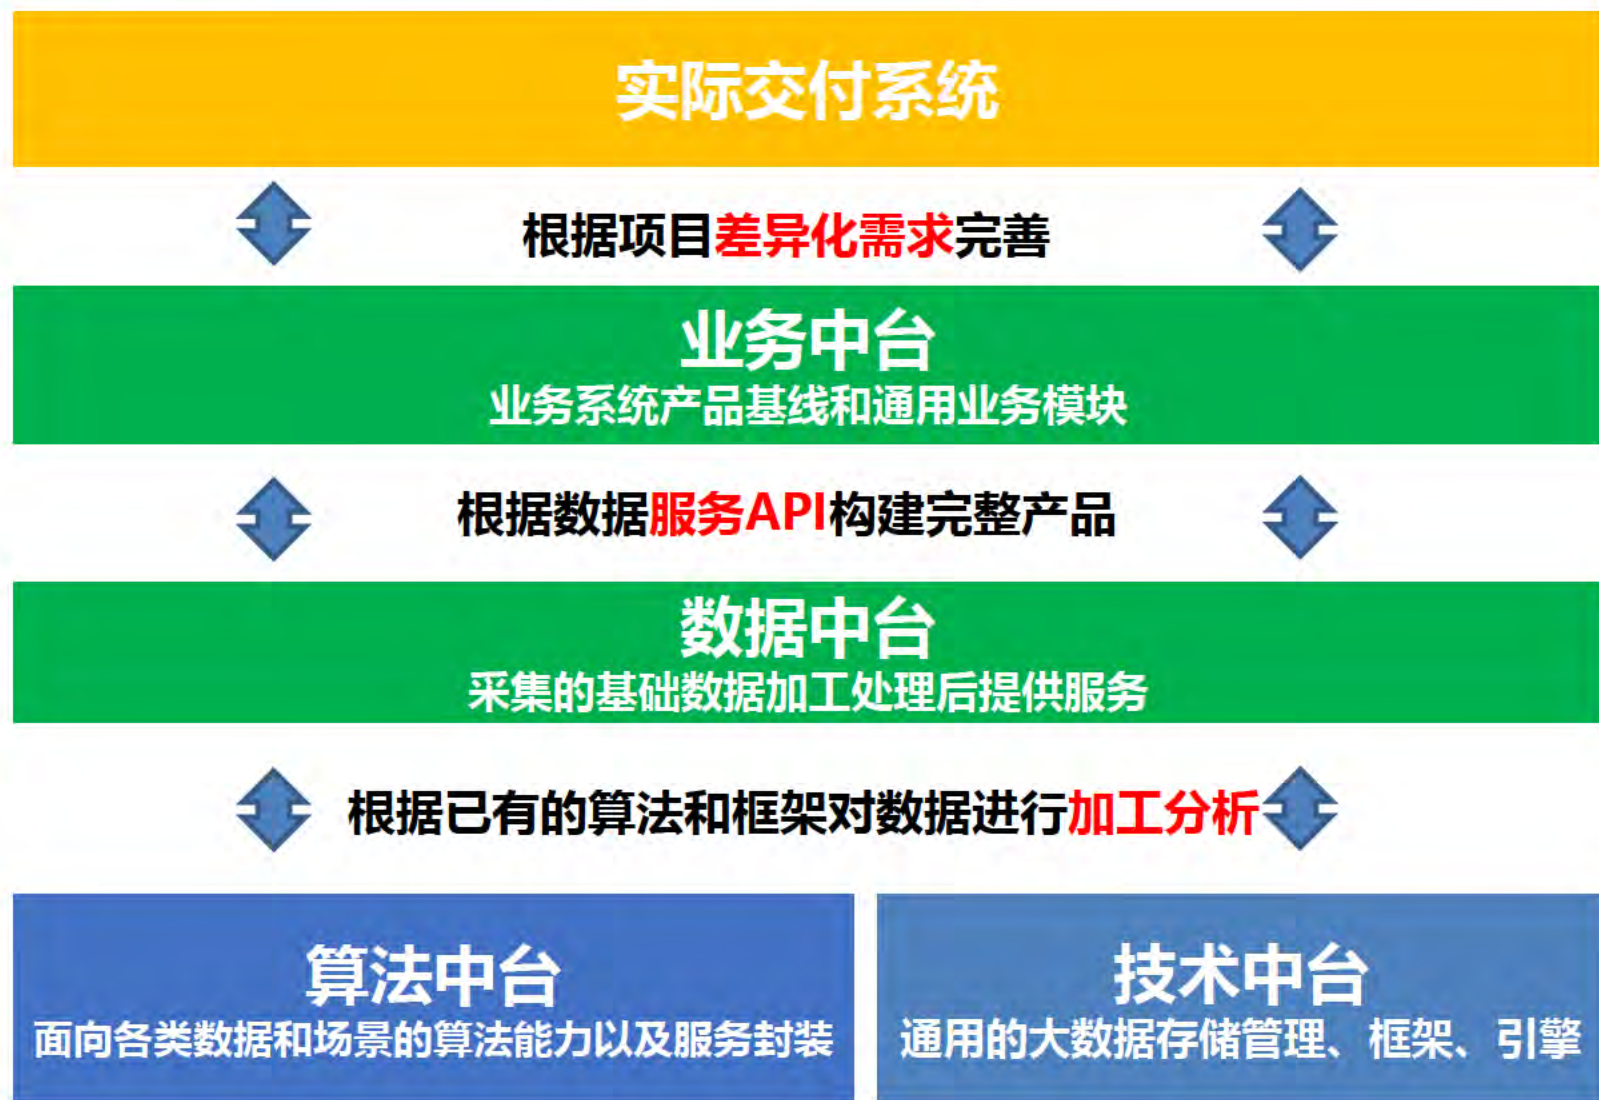 实际交付系统
根据项目差异化需求完善
业务中台
业务系统产品基线和通用业务模块
根据数据服务API构建完整产品
数据中台
采集的基础数据加工处理后提供服务
根据已有的算法和框架对数据进行加工分析
算法中台
面向各类数据和场景的算法能力以及服务封装
技术中台
通用的大数据存储管理、框架、引擎